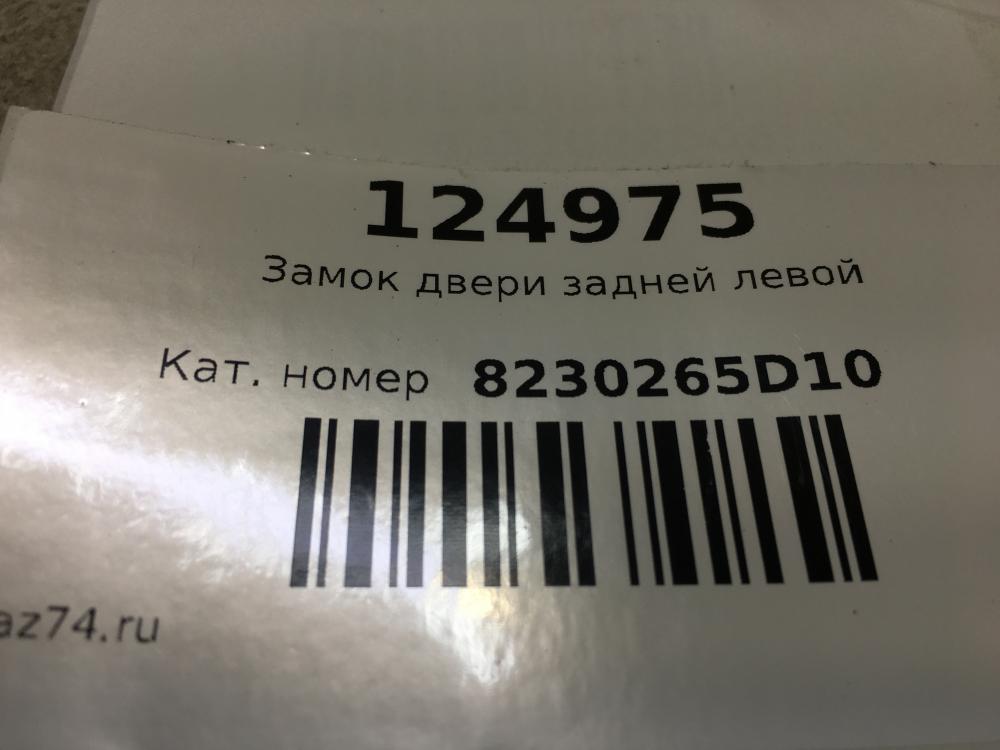 124975
Замок двери задней левой
Кат. номер 8230265D10
az74.ru